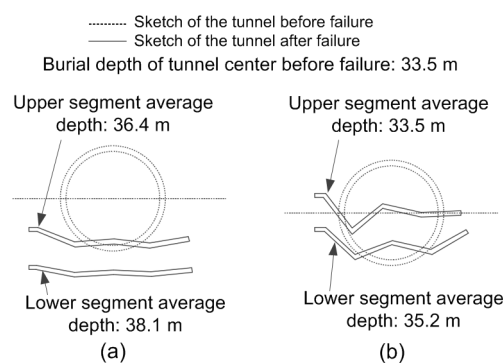 Sketch of the tunnel before failure
Sketch of the tunnel after failure
Burial depth of tunnel center before failure: 33.5 m
Upper segment average
depth: 36.4 m
Lower segment average
depth: 38.1 m
(a)
Upper segment average
depth: 33.5 m
Lower segment average
depth: 35.2 m
(b)